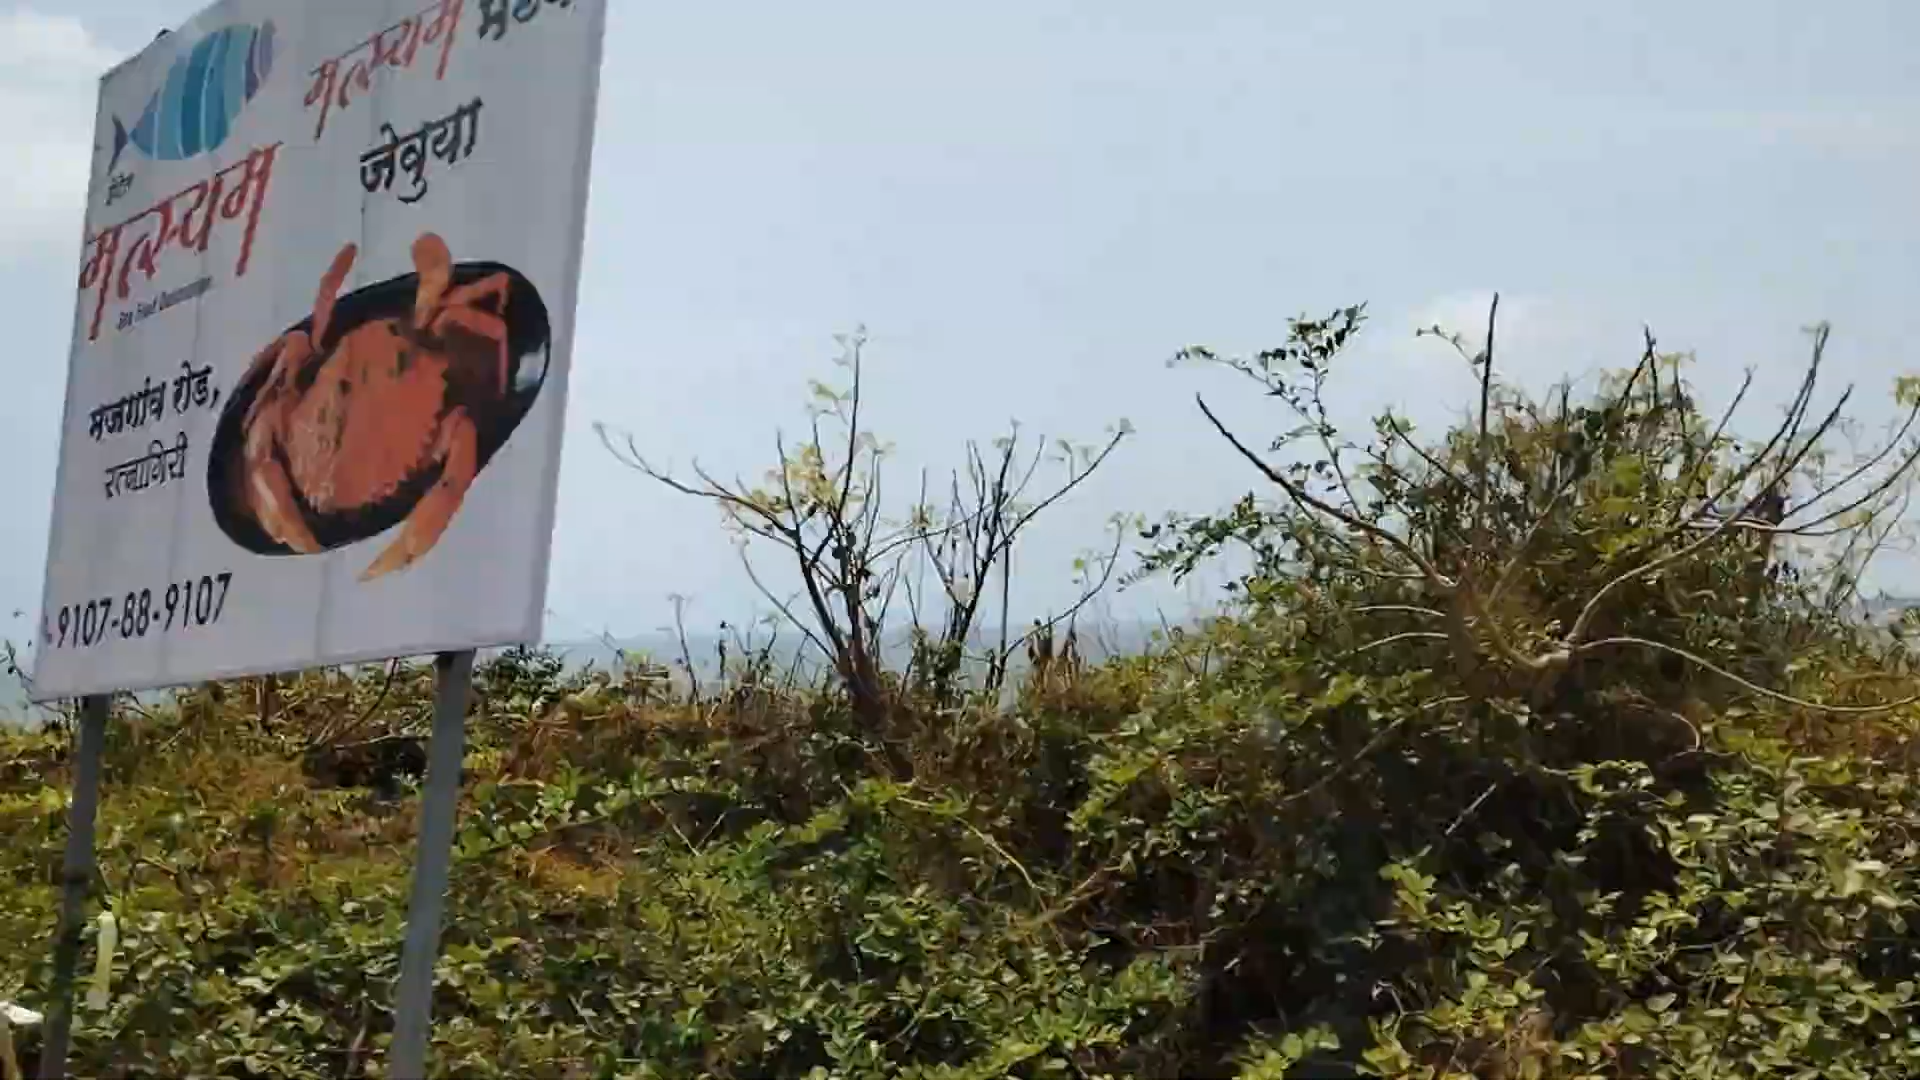 मत्स्यम
जेवुया
हॉटेल
मत्स्यम
मजगांव रोड,
रत्नागिरी
9107-88-9107